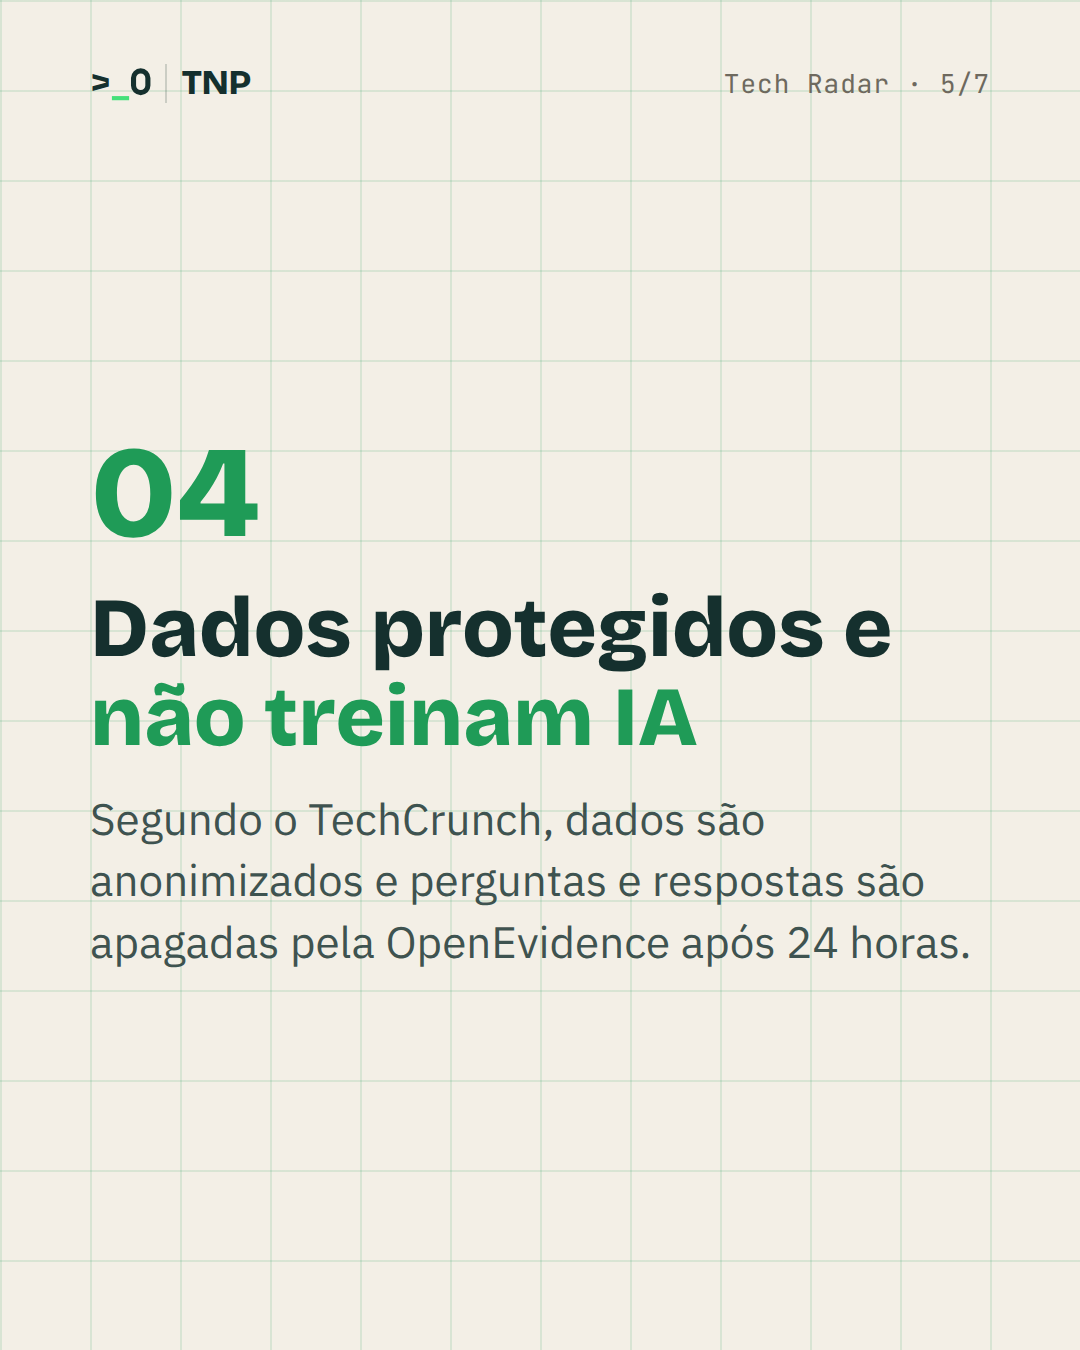 >_0 TNP
Tech Radar · 5/7
04
Dados protegidos e
não treinam IA
Segundo o TechCrunch, dados são
anonimizados e perguntas e respostas são
apagadas pela OpenEvidence após 24 horas.